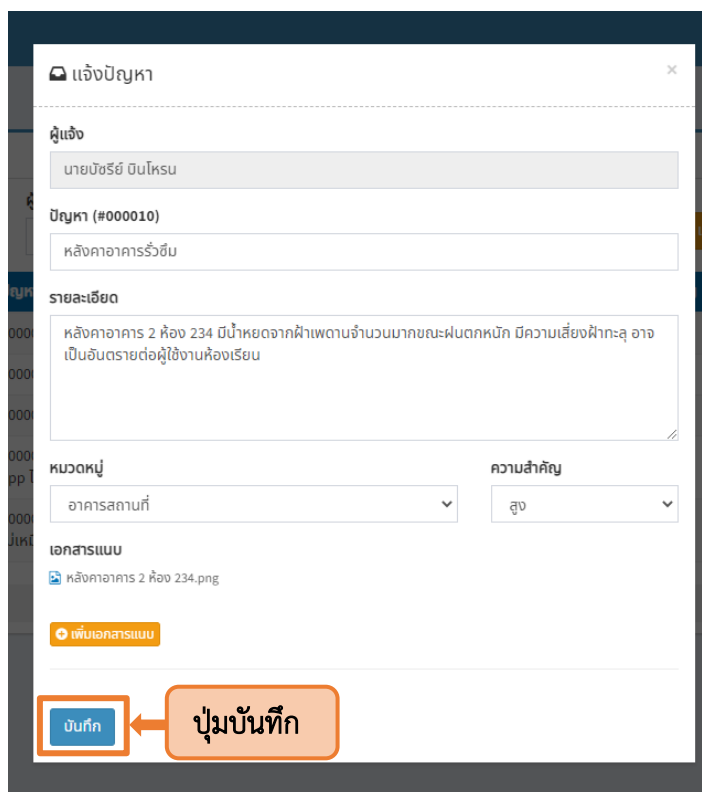 แจ้งปัญหา
×
ผู้แจ้ง
นายบัซรีย์ บินโหรน
ปัญหา (#000010)
หลังคาอาคารรั่วซึม
รายละเอียด
หลังคาอาคาร 2 ห้อง 234 มีน้ำหยดจากฝ้าเพดานจำนวนมากขณะฝนตกหนัก มีความเสี่ยงฝ้าทะลุ อาจ
เป็นอันตรายต่อผู้ใช้งานห้องเรียน
หมวดหมู่
ความสำคัญ
อาคารสถานที่
สูง
เอกสารแนบ
หลังคาอาคาร 2 ห้อง 234.png
เพิ่มเอกสารแนบ
บันทึก
ปุ่มบันทึก